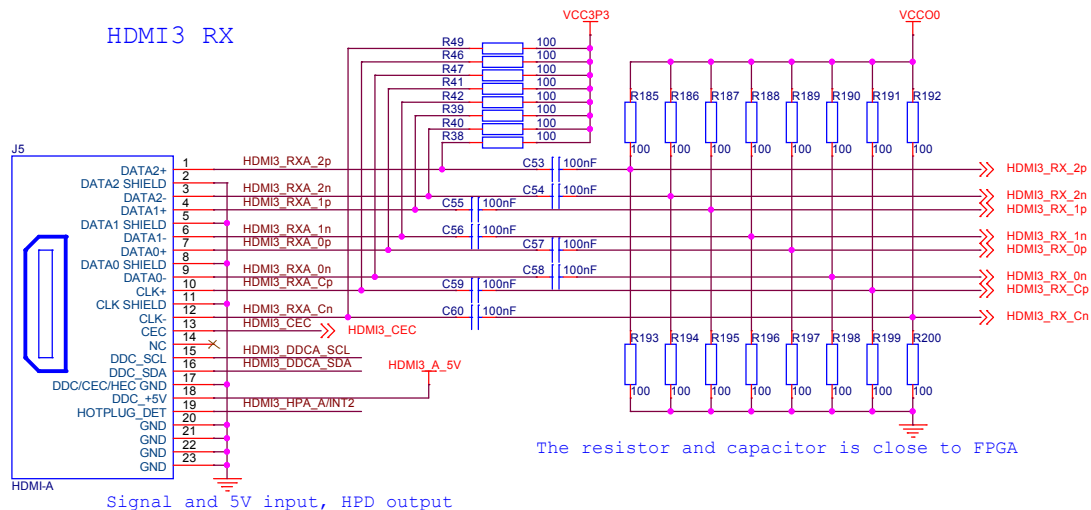 HDMI3 RX
VCC3P3
VCCO0
R49 100
R46 100
R47 100
R41 100
R42 100
R39 100
R40 100
R38 100
R185 R186 R187 R188 R189 R190 R191 R192
100 100 100 100 100 100 100 100
J5
DATA2+ 1 HDMI3_RXA_2p C53 100nF HDMI3_RX_2p
DATA2 SHIELD 2
DATA2- 3 HDMI3_RXA_2n C54 100nF HDMI3_RX_2n
DATA1+ 4 HDMI3_RXA_1p C55 100nF HDMI3_RX_1p
DATA1 SHIELD 5
DATA1- 6 HDMI3_RXA_1n C56 100nF HDMI3_RX_1n
DATA0+ 7 HDMI3_RXA_0p C57 100nF HDMI3_RX_0p
DATA0 SHIELD 8
DATA0- 9 HDMI3_RXA_0n C58 100nF HDMI3_RX_0n
CLK+ 10 HDMI3_RXA_Cp C59 100nF HDMI3_RX_Cp
CLK SHIELD 11
CLK- 12 HDMI3_RXA_Cn C60 100nF HDMI3_RX_Cn
CEC 13 HDMI3_CEC HDMI3_CEC
NC 14
DDC_SCL 15 HDMI3_DDCA_SCL
DDC_SDA 16 HDMI3_DDCA_SDA
DDC/CEC/HEC GND 17
DDC_+5V 18 HDMI3_A_5V
HOTPLUG_DET 19 HDMI3_HPA_A/INT2
GND 20
GND 21
GND 22
GND 23
HDMI-A
R193 R194 R195 R196 R197 R198 R199 R200
100 100 100 100 100 100 100 100
The resistor and capacitor is close to FPGA
Signal and 5V input, HPD output